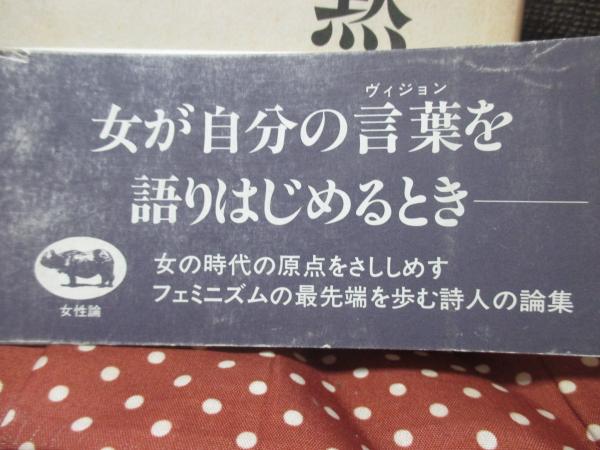 ヴィジョン
女が自分の言葉を
語りはじめるとき――
女の時代の原点をさししめす
フェミニズムの最先端を歩む詩人の論集
女性論